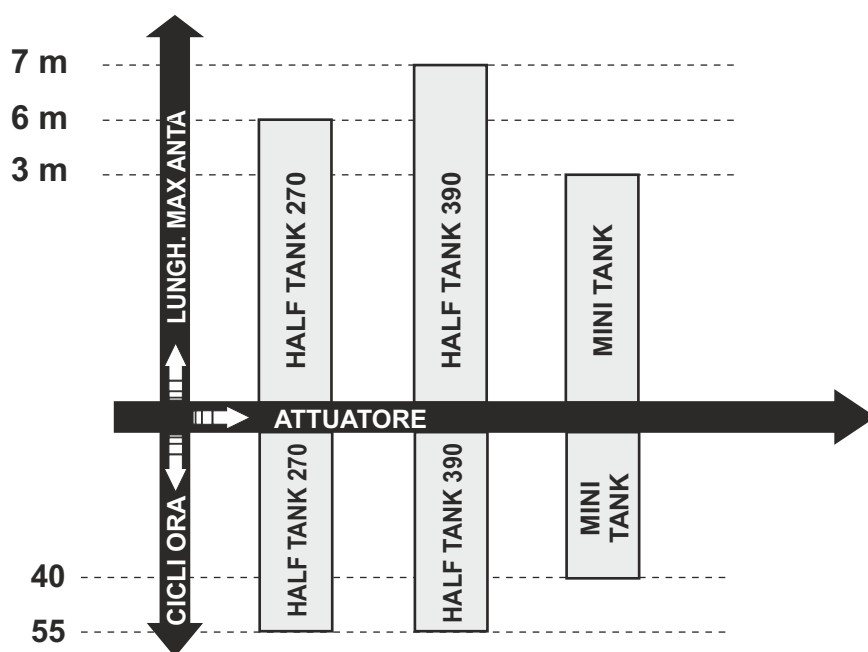 7 m
6 m
3 m
LUNGH. MAX ANTA
HALF TANK 270
HALF TANK 390
MINI TANK
ATTUATORE
CICLI ORA
HALF TANK 270
HALF TANK 390
MINI
TANK
40
55